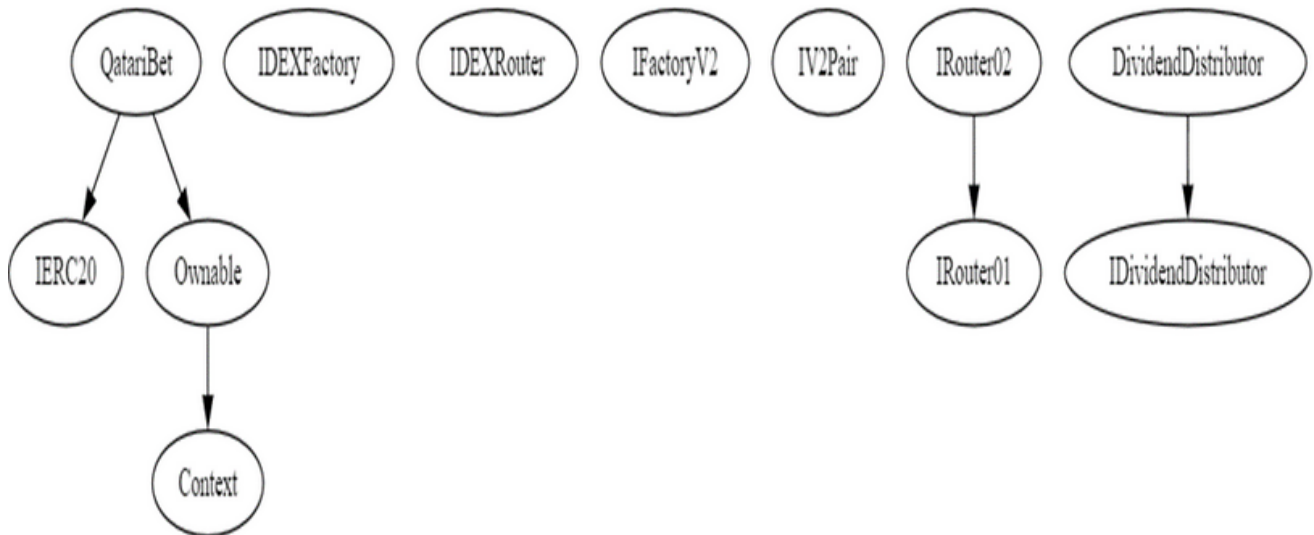 QatariBet
IDEXFactory
IDEXRouter
IFactoryV2
IV2Pair
IRouter02
DividendDistributor
IERC20
Ownable
IRouter01
IDividendDistributor
Context